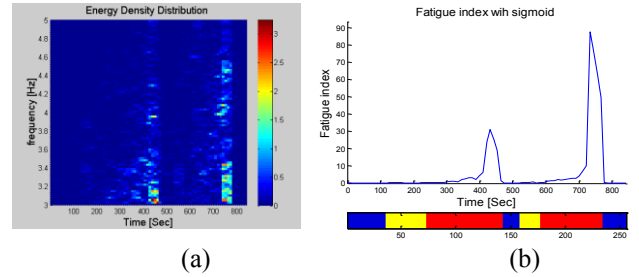 Energy Density Distribution
frequency [Hz]
5
4.8
4.6
4.4
4.2
4
3.8
3.6
3.4
3.2
3
100 200 300 400 500 600 700 800
Time [Sec]
3
2.5
2
1.5
1
0.5
0
(a)
Fatigue index wih sigmoid
Fatigue index
90
80
70
60
50
40
30
20
10
0
0 100 200 300 400 500 600 700 800
Time [Sec]
50 100 150 200 250
(b)